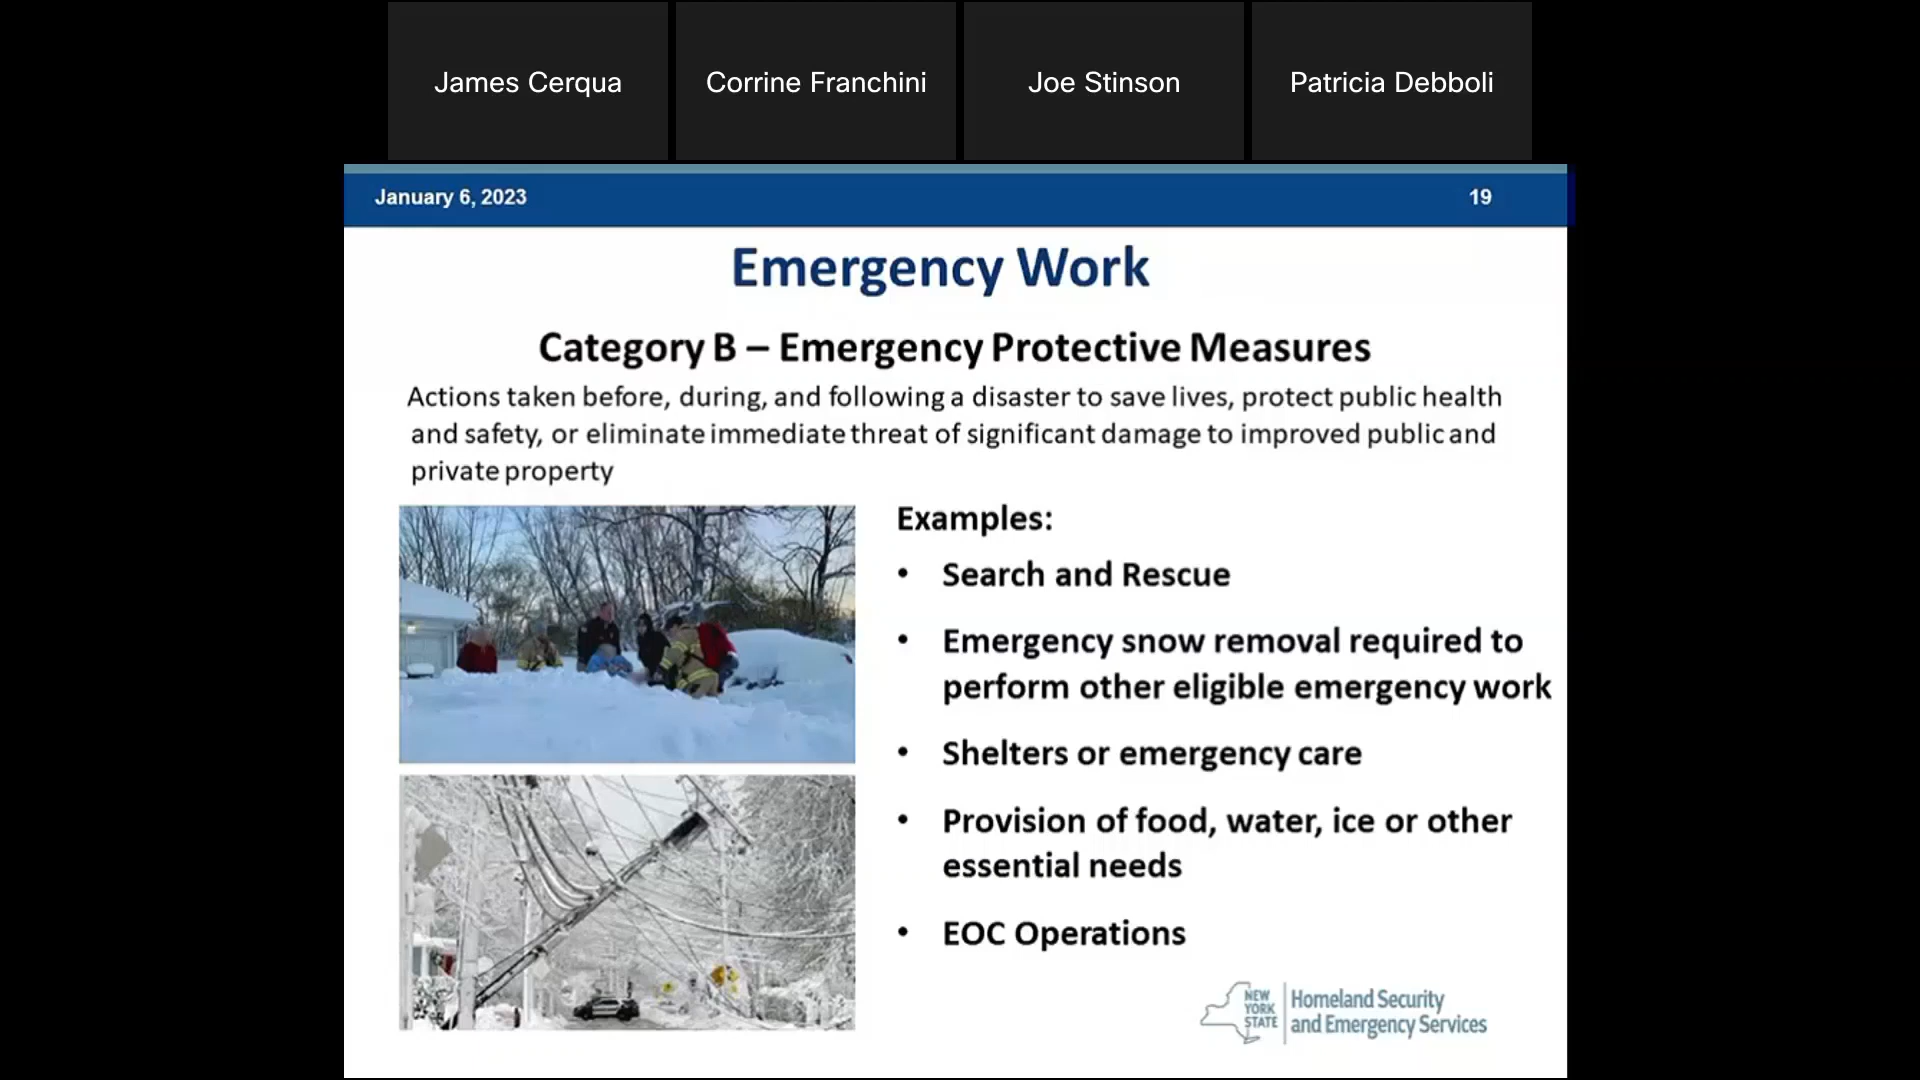 James Cerqua
Corrine Franchini
Joe Stinson
Patricia Debboli
January 6, 2023
19
Emergency Work
Category B – Emergency Protective Measures
Actions taken before, during, and following a disaster to save lives, protect public health
and safety, or eliminate immediate threat of significant damage to improved public and
private property
Examples:
• Search and Rescue
• Emergency snow removal required to
perform other eligible emergency work
• Shelters or emergency care
• Provision of food, water, ice or other
essential needs
• EOC Operations
NEW
YORK
STATE
Homeland Security
and Emergency Services